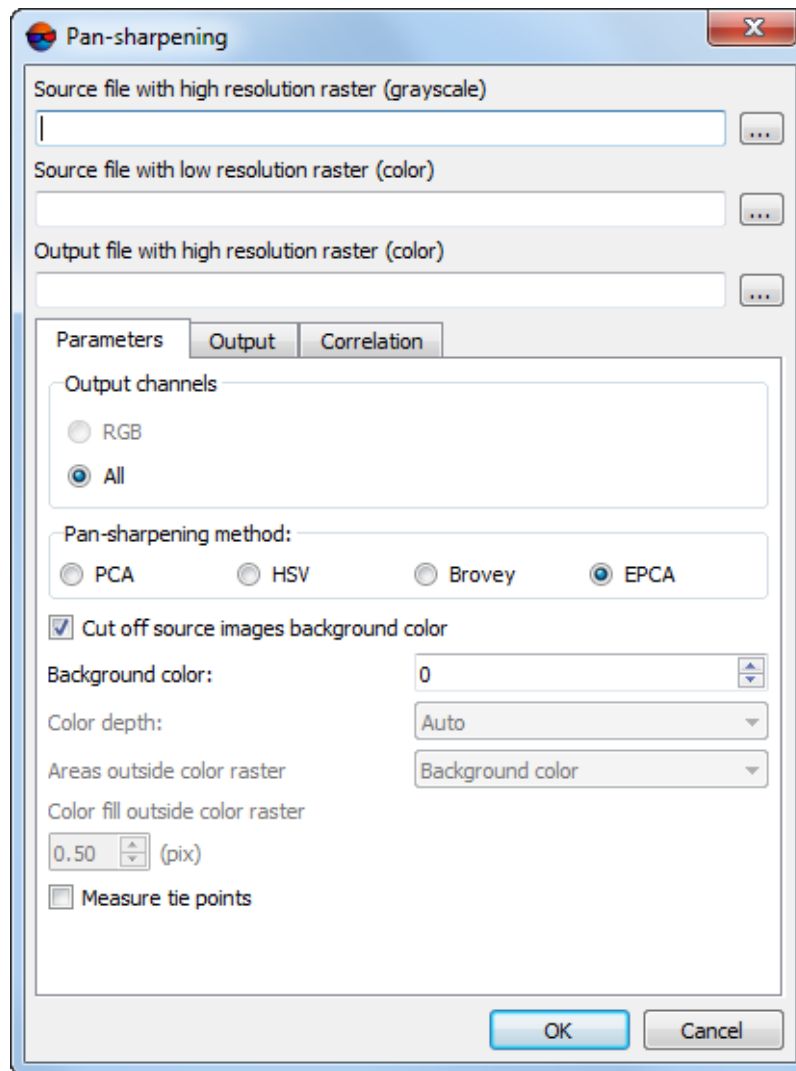 Pan-sharpening
Source file with high resolution raster (grayscale)
...
Source file with low resolution raster (color)
...
Output file with high resolution raster (color)
...
Parameters Output Correlation
Output channels
RGB
All
Pan-sharpening method:
PCA HSV Brovey EPCA
Cut off source images background color
Background color: 0
Color depth: Auto
Areas outside color raster Background color
Color fill outside color raster
0.50 (pix)
Measure tie points
OK Cancel